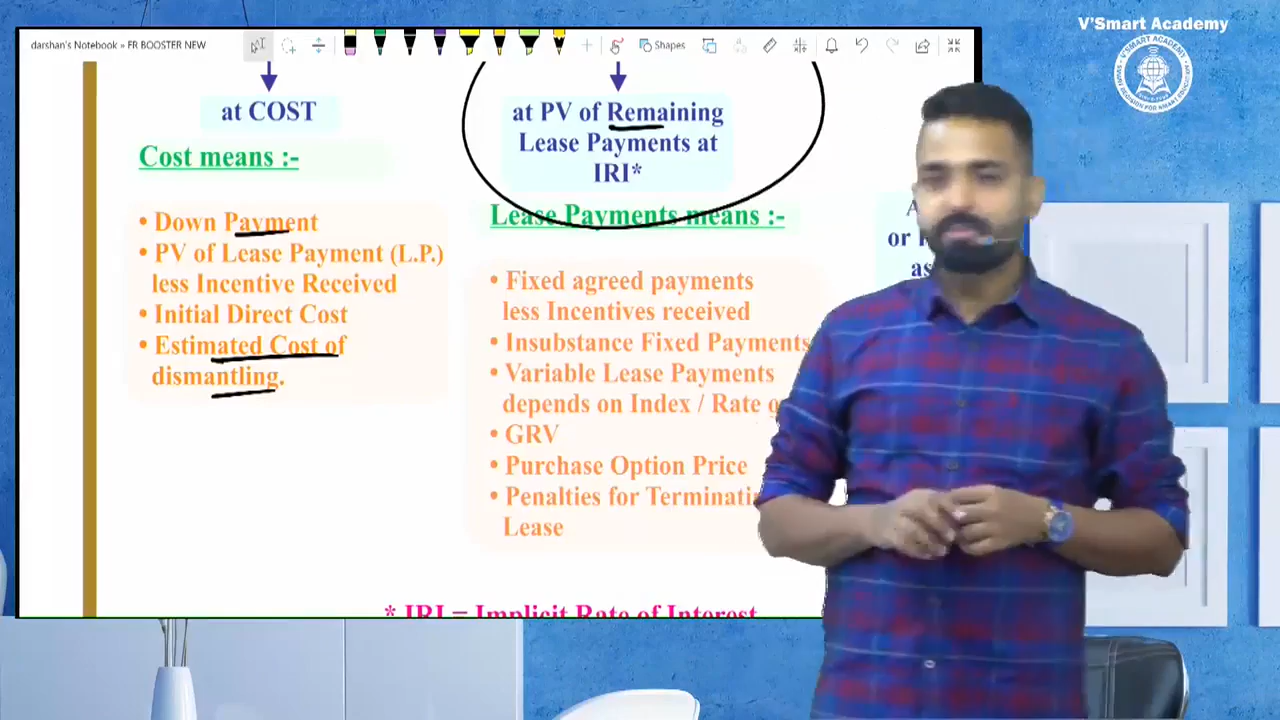 V'Smart Academy
darshan's Notebook » FR BOOSTER NEW
Shapes
at COST
Cost means :-
• Down Payment
• PV of Lease Payment (L.P.)
less Incentive Received
• Initial Direct Cost
• Estimated Cost of
dismantling.
at PV of Remaining
Lease Payments at
IRI*
Lease Payments means :-
• Fixed agreed payments
less Incentives received
• Insubstance Fixed Payments
• Variable Lease Payments
depends on Index / Rate
• GRV
• Purchase Option Price
• Penalties for
Lease
or
as
* IRI = Implicit Rate of Interest
V'SMART ACADEMY